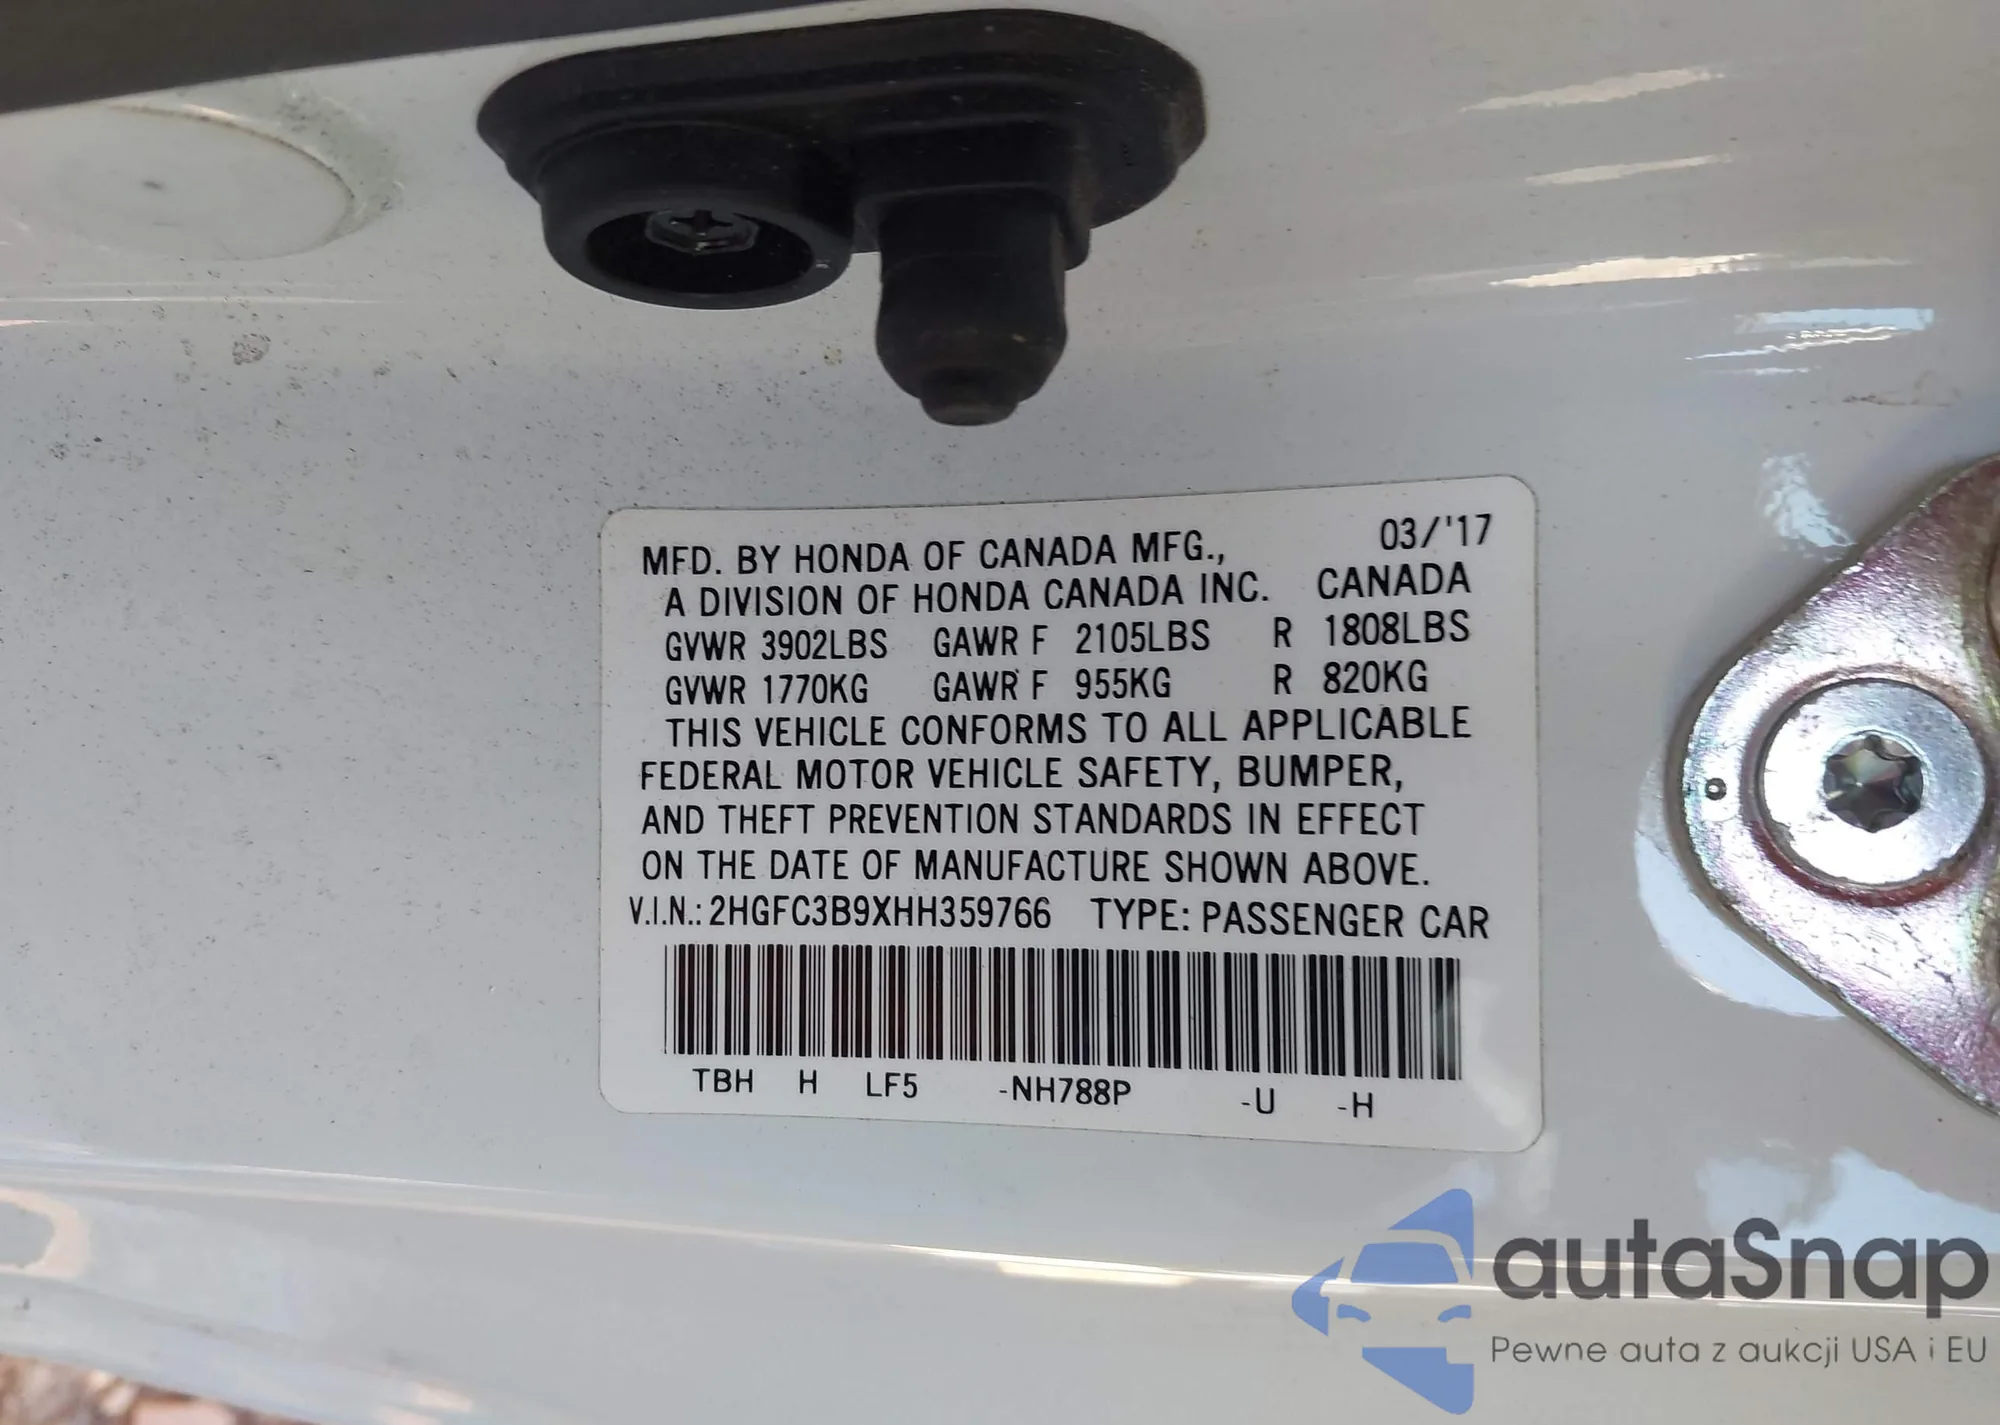 MFD. BY HONDA OF CANADA MFG., 03/'17
A DIVISION OF HONDA CANADA INC. CANADA
GVWR 3902LBS GAWR F 2105LBS R 1808LBS
GVWR 1770KG GAWR F 955KG R 820KG
THIS VEHICLE CONFORMS TO ALL APPLICABLE
FEDERAL MOTOR VEHICLE SAFETY, BUMPER,
AND THEFT PREVENTION STANDARDS IN EFFECT
ON THE DATE OF MANUFACTURE SHOWN ABOVE.
V.I.N.: 2HGFC3B9XHH359766 TYPE: PASSENGER CAR
TBH H LF5 -NH788P -U -H
autaSnap
Pewne auta z aukcji USA i EU